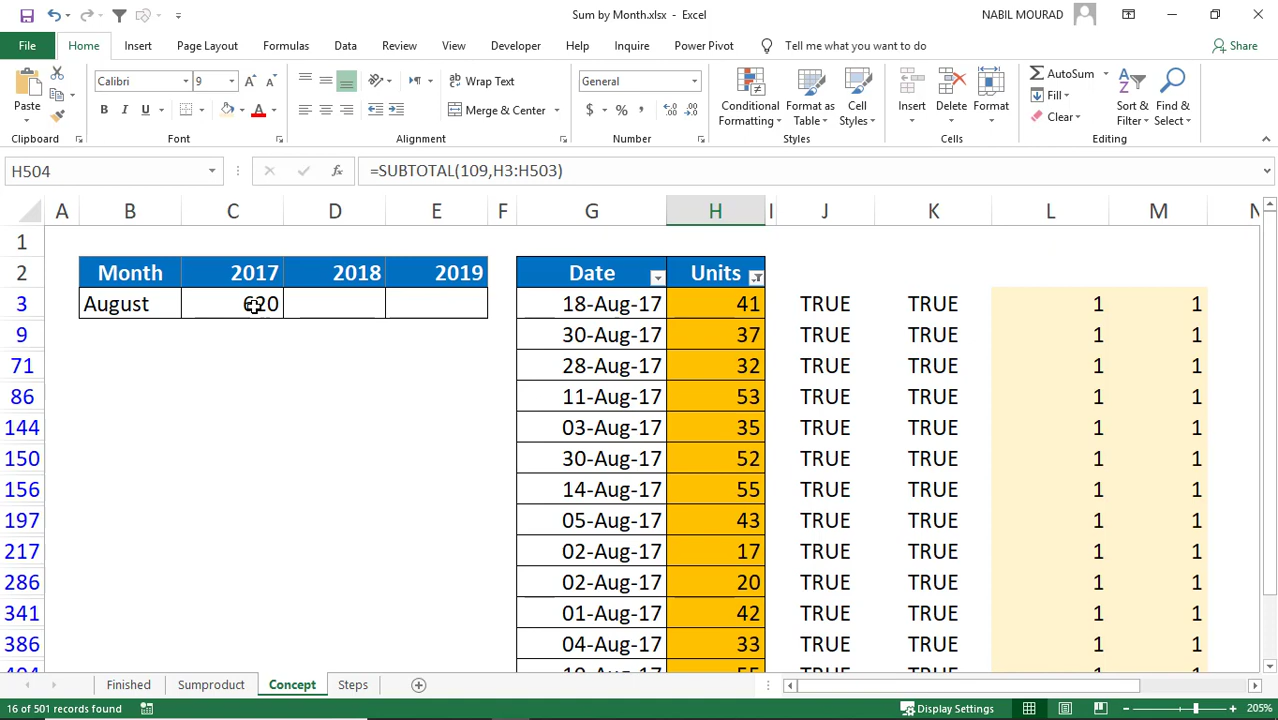 Sum by Month.xlsx - Excel
NABIL MOURAD
File Home Insert Page Layout Formulas Data Review View Developer Help Inquire Power Pivot Tell me what you want to do Share
Paste
Calibri 9
B I U
Wrap Text
Merge & Center
General
$ % ,
Conditional Formatting
Format Table
Cell Styles
Insert
Delete
Format
AutoSum
Fill
Clear
Sort & Filter
Find & Select
Clipboard Font Alignment Number Styles Cells Editing
H504 fx =SUBTOTAL(109,H3:H503)
A B C D E F G H I J K L M N
1
2 Month 2017 2018 2019 Date Units
3 August 620 18-Aug-17 41 TRUE TRUE 1 1
9 30-Aug-17 37 TRUE TRUE 1 1
71 28-Aug-17 32 TRUE TRUE 1 1
86 11-Aug-17 53 TRUE TRUE 1 1
144 03-Aug-17 35 TRUE TRUE 1 1
150 30-Aug-17 52 TRUE TRUE 1 1
156 14-Aug-17 55 TRUE TRUE 1 1
197 05-Aug-17 43 TRUE TRUE 1 1
217 02-Aug-17 17 TRUE TRUE 1 1
286 02-Aug-17 20 TRUE TRUE 1 1
341 01-Aug-17 42 TRUE TRUE 1 1
386 04-Aug-17 33 TRUE TRUE 1 1
Finished Sumproduct Concept Steps
16 of 501 records found Display Settings 205%